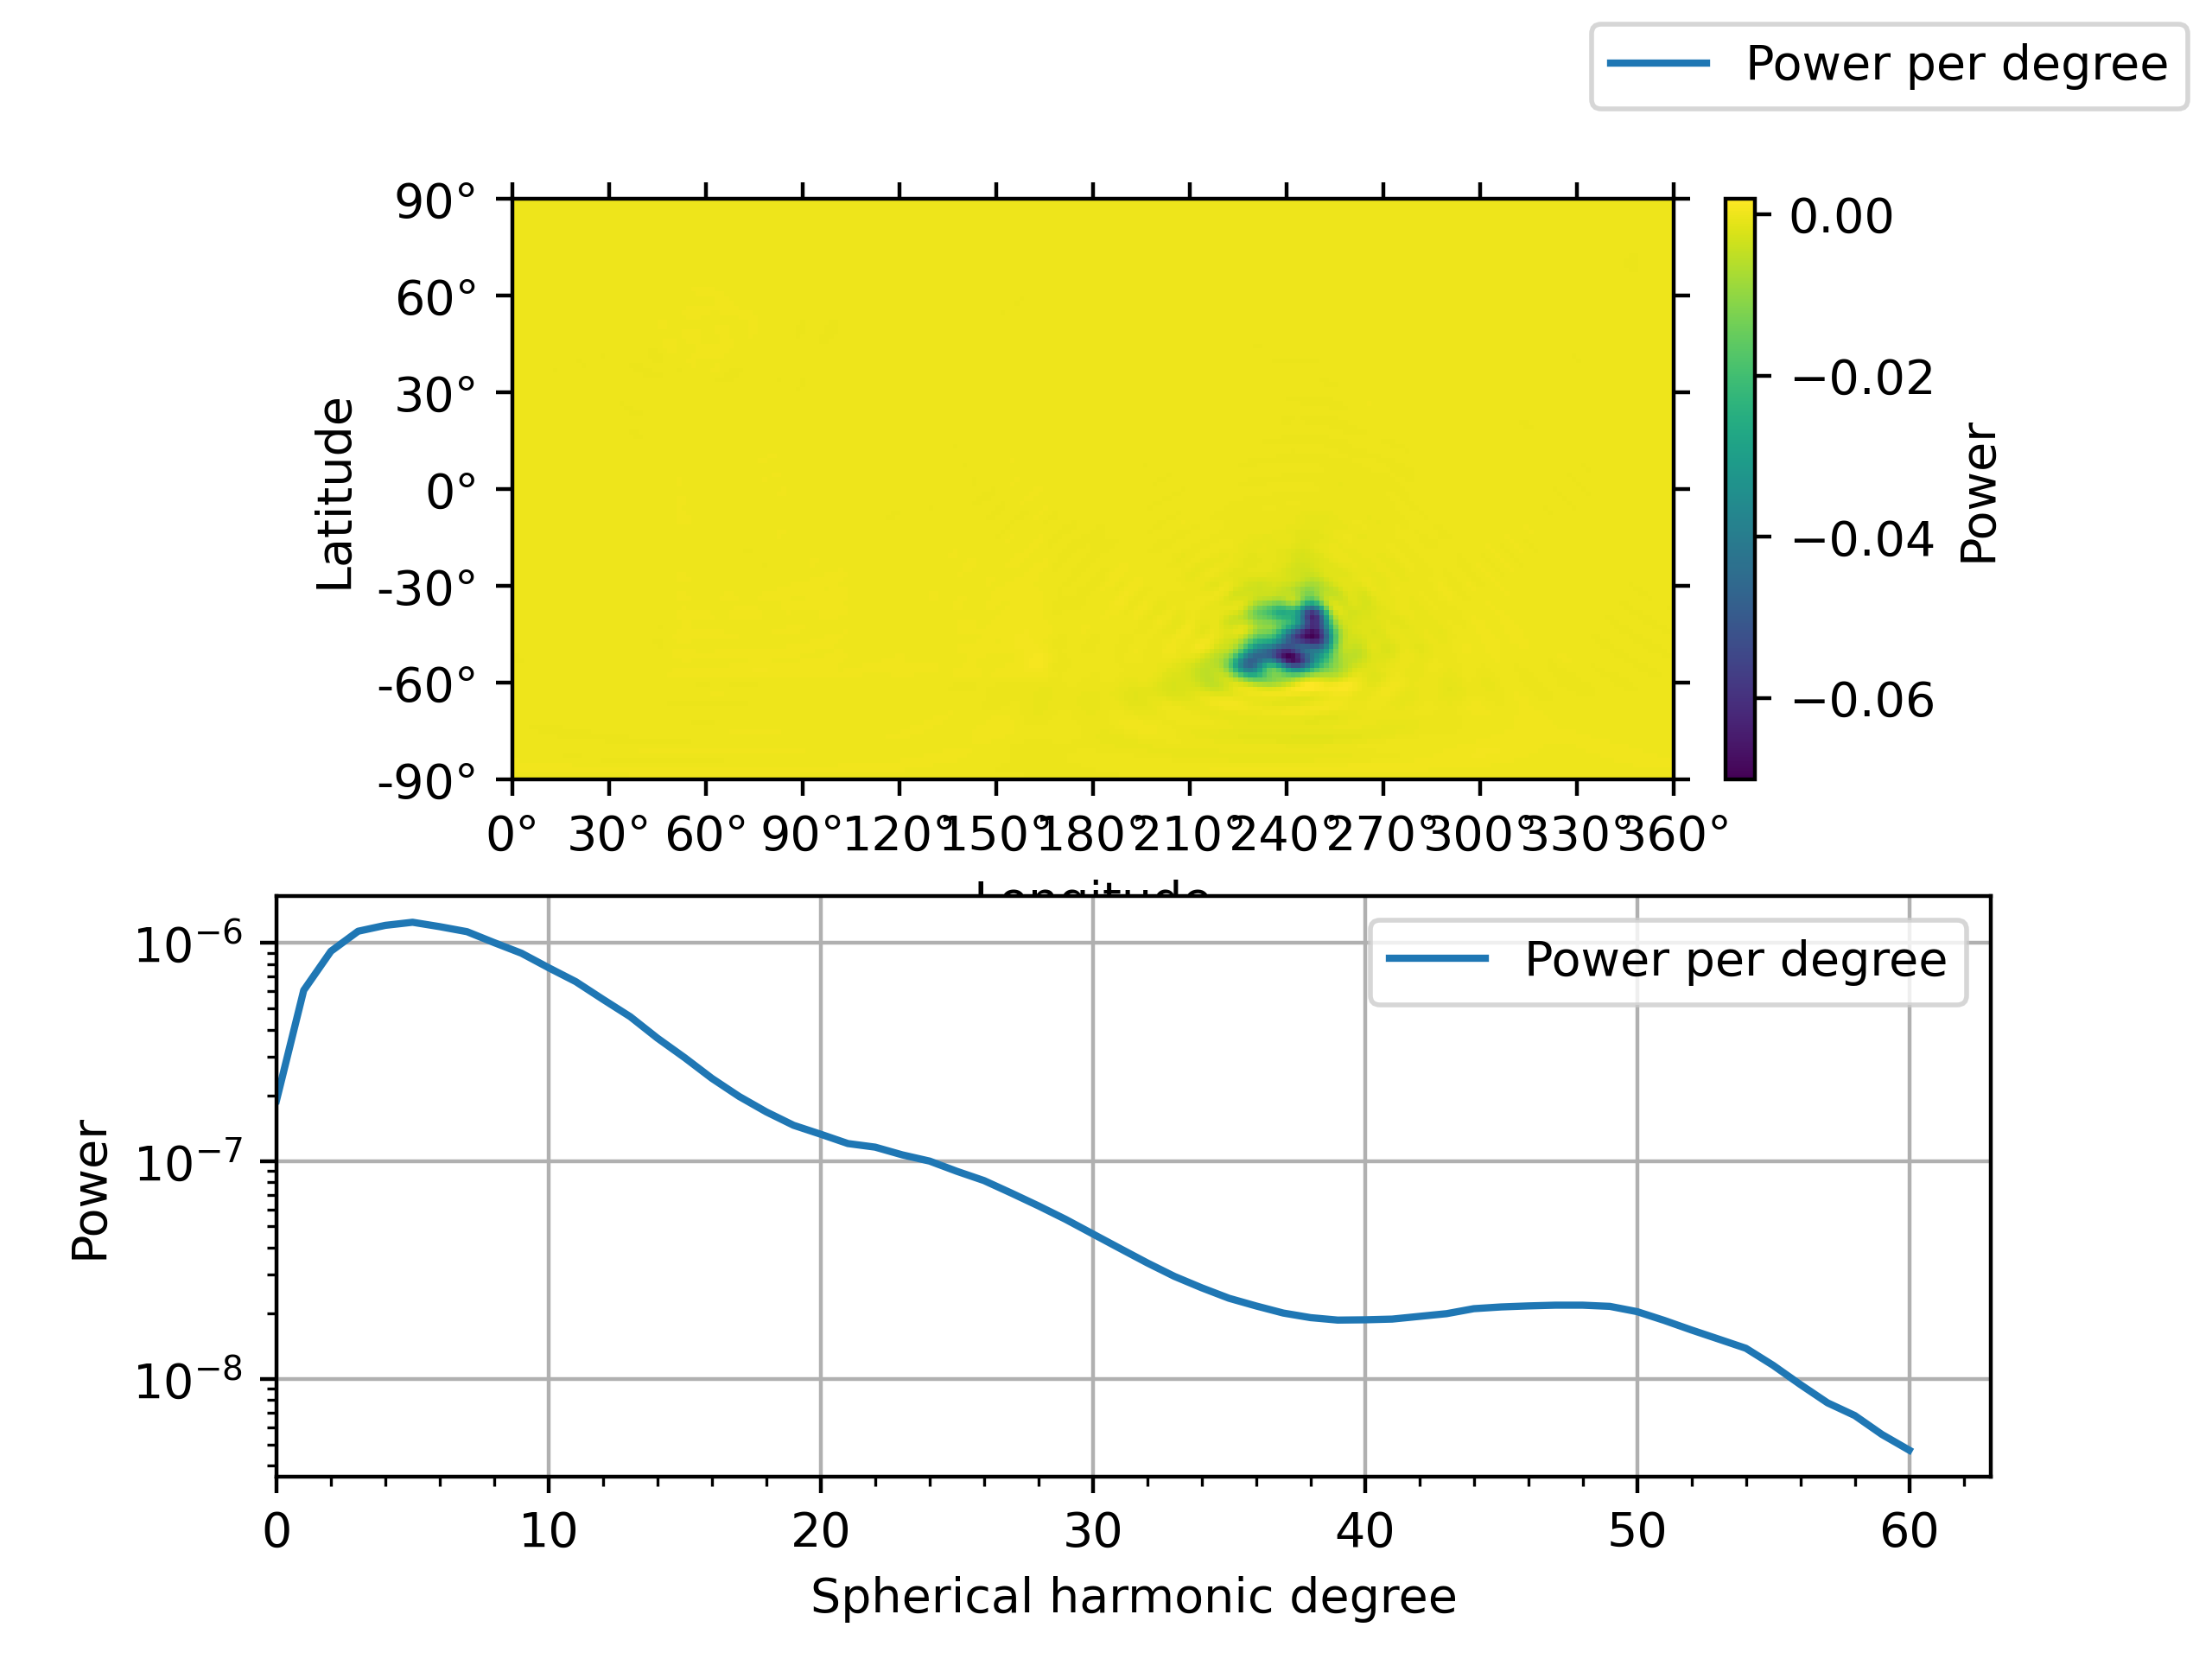 Power per degree
90°
60°
30°
0°
-30°
-60°
-90°
Latitude
0.00
−0.02
−0.04
−0.06
Power
0° 30° 60° 90° 120° 150° 180° 210° 240° 270° 300° 330° 360°
Longitude
Power per degree
10⁻⁶
10⁻⁷
10⁻⁸
Power
0 10 20 30 40 50 60
Spherical harmonic degree